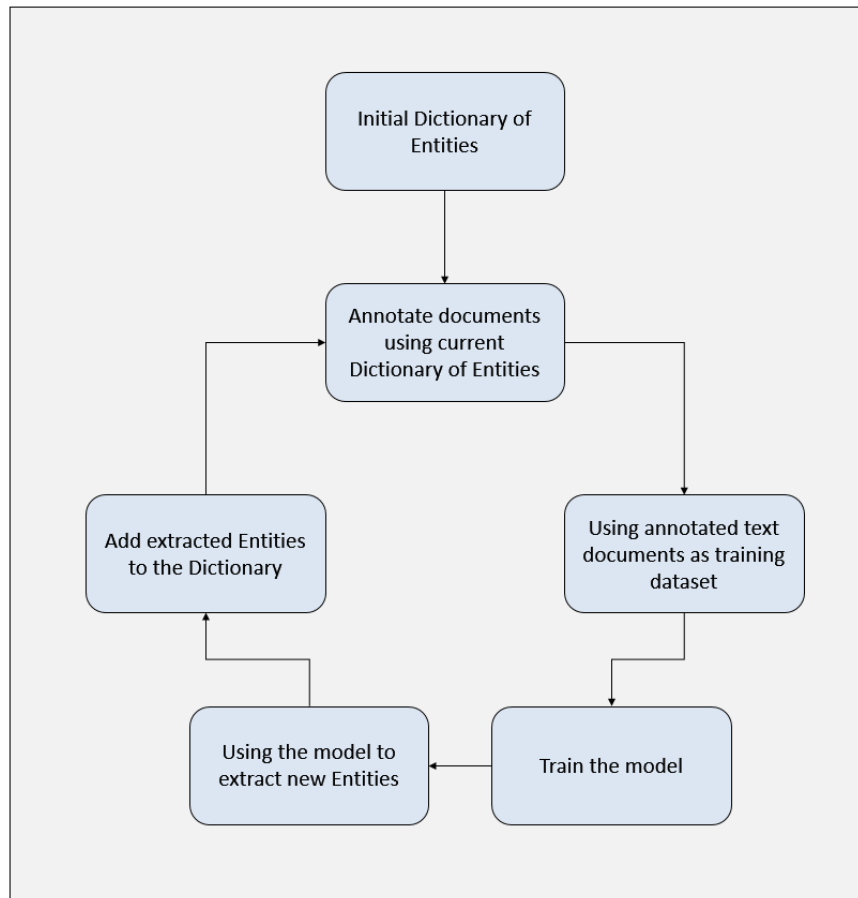 Initial Dictionary of
Entities
Annotate documents
using current
Dictionary of Entities
Using annotated text
documents as training
dataset
Train the model
Using the model to
extract new Entities
Add extracted Entities
to the Dictionary